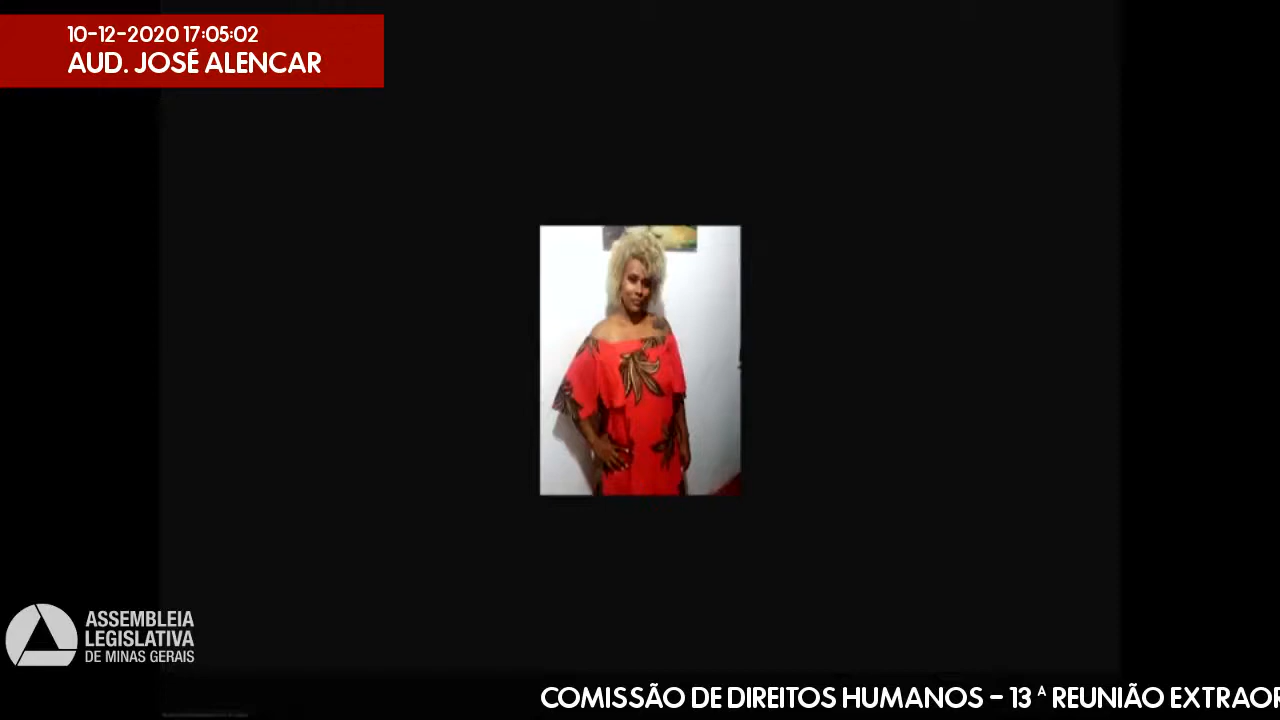 10-12-2020 17:05:02
AUD. JOSÉ ALENCAR
ASSEMBLEIA
LEGISLATIVA
DE MINAS GERAIS
COMISSÃO DE DIREITOS HUMANOS - 13 ª REUNIÃO EXTRAOR